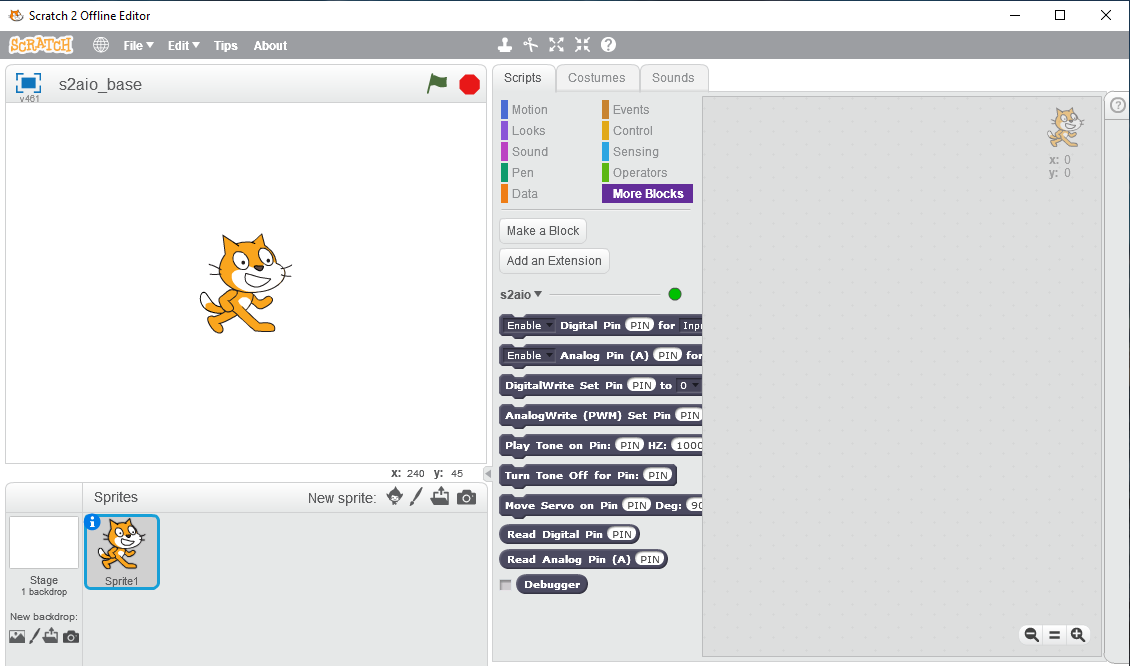 Scratch 2 Offline Editor
SCRATCH File Edit Tips About
s2aio_base
v461
x: 240 y: 45
Sprites New sprite:
Sprite1
Stage
1 backdrop
New backdrop:
Scripts Costumes Sounds
Motion Events
Looks Control
Sound Sensing
Pen Operators
Data More Blocks
Make a Block
Add an Extension
s2aio
Enable Digital Pin PIN for Inpu
Enable Analog Pin (A) PIN for
DigitalWrite Set Pin PIN to 0
AnalogWrite (PWM) Set Pin PIN
Play Tone on Pin: PIN HZ: 1000
Turn Tone Off for Pin: PIN
Move Servo on Pin PIN Deg: 90
Read Digital Pin PIN
Read Analog Pin (A) PIN
Debugger
x: 0
y: 0